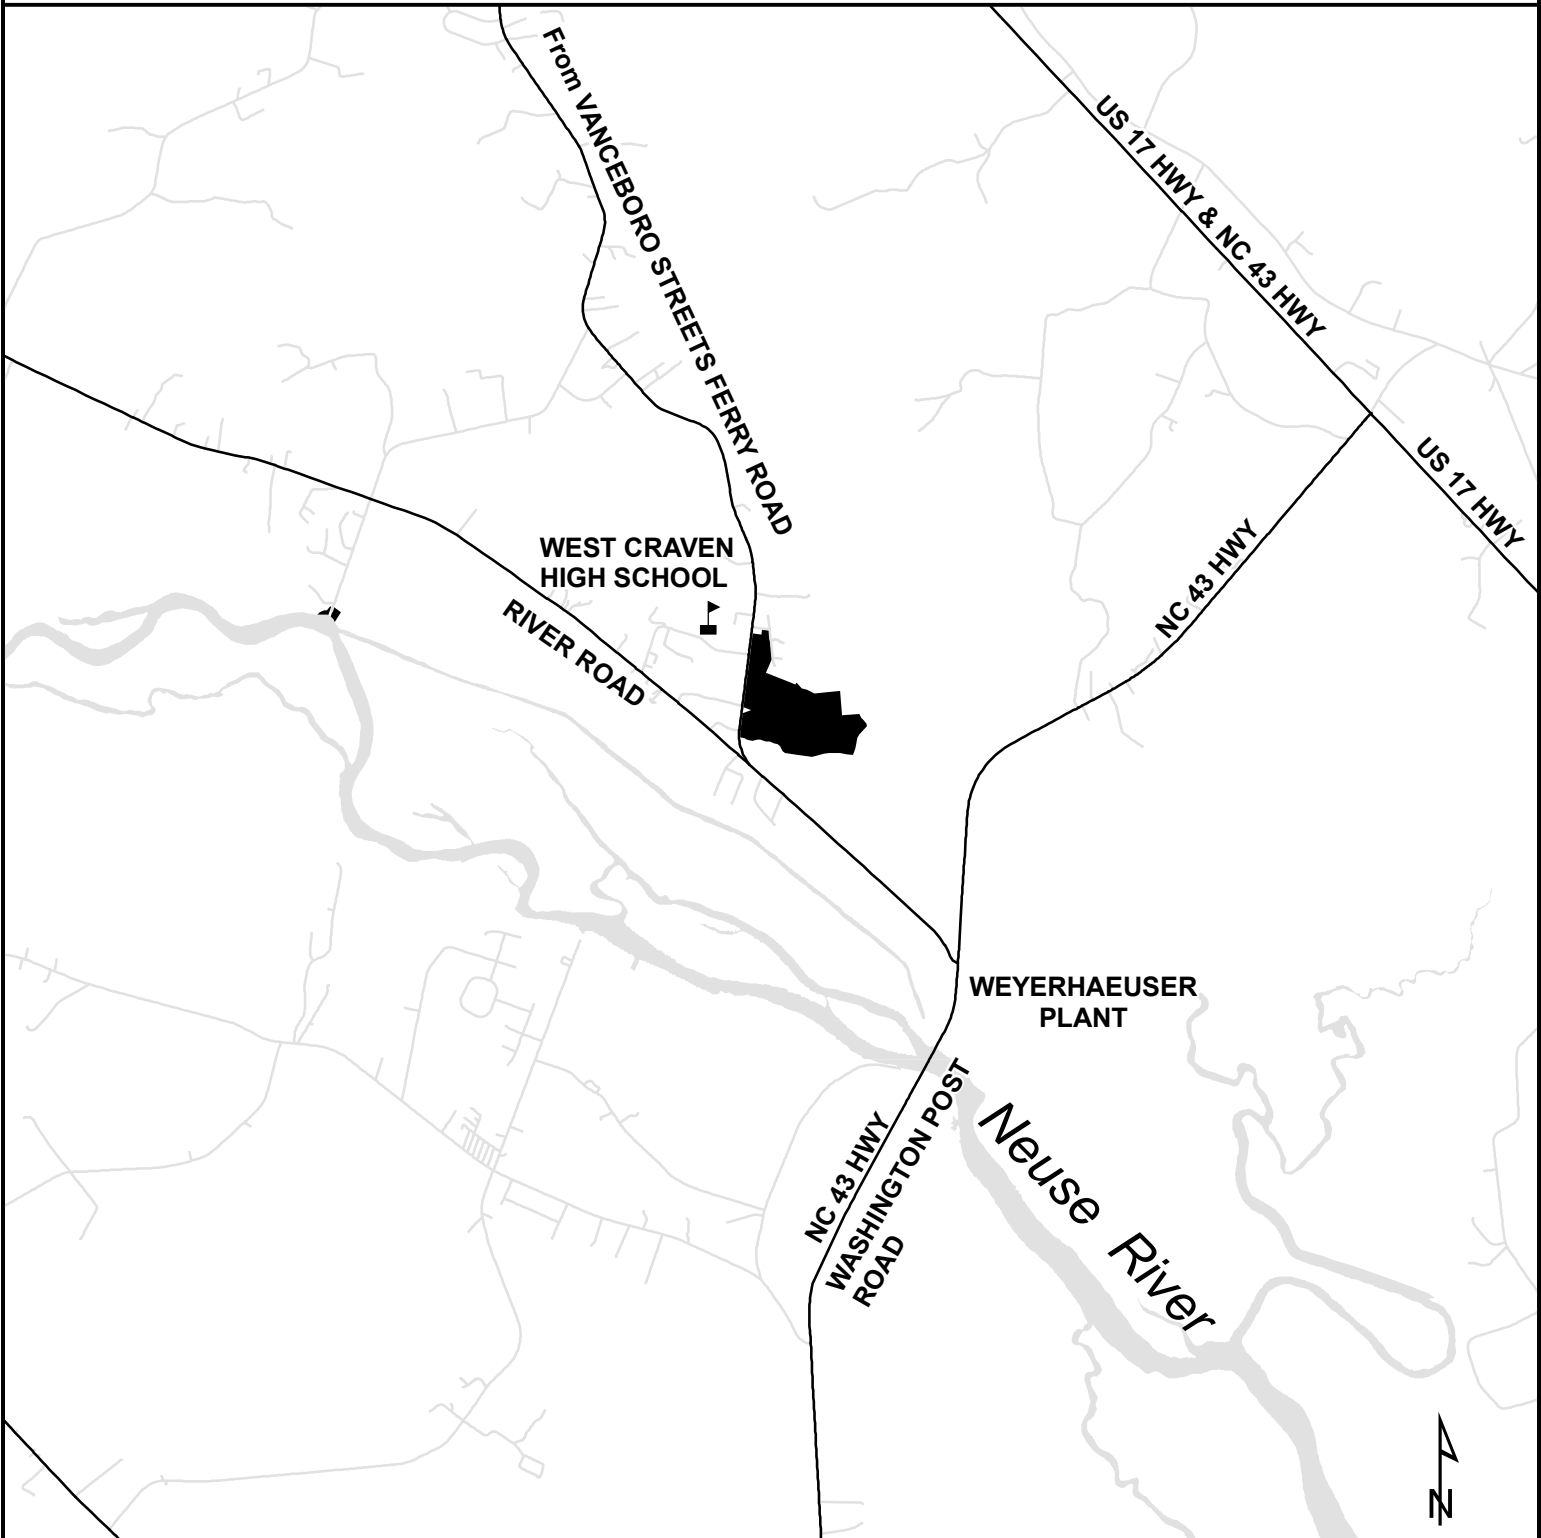 From VANCEBORO STREETS FERRY ROAD
US 17 HWY & NC 43 HWY
US 17 HWY
NC 43 HWY
WEST CRAVEN
HIGH SCHOOL
RIVER ROAD
WEYERHAEUSER
PLANT
NC 43 HWY
WASHINGTON POST
ROAD
Neuse River
N